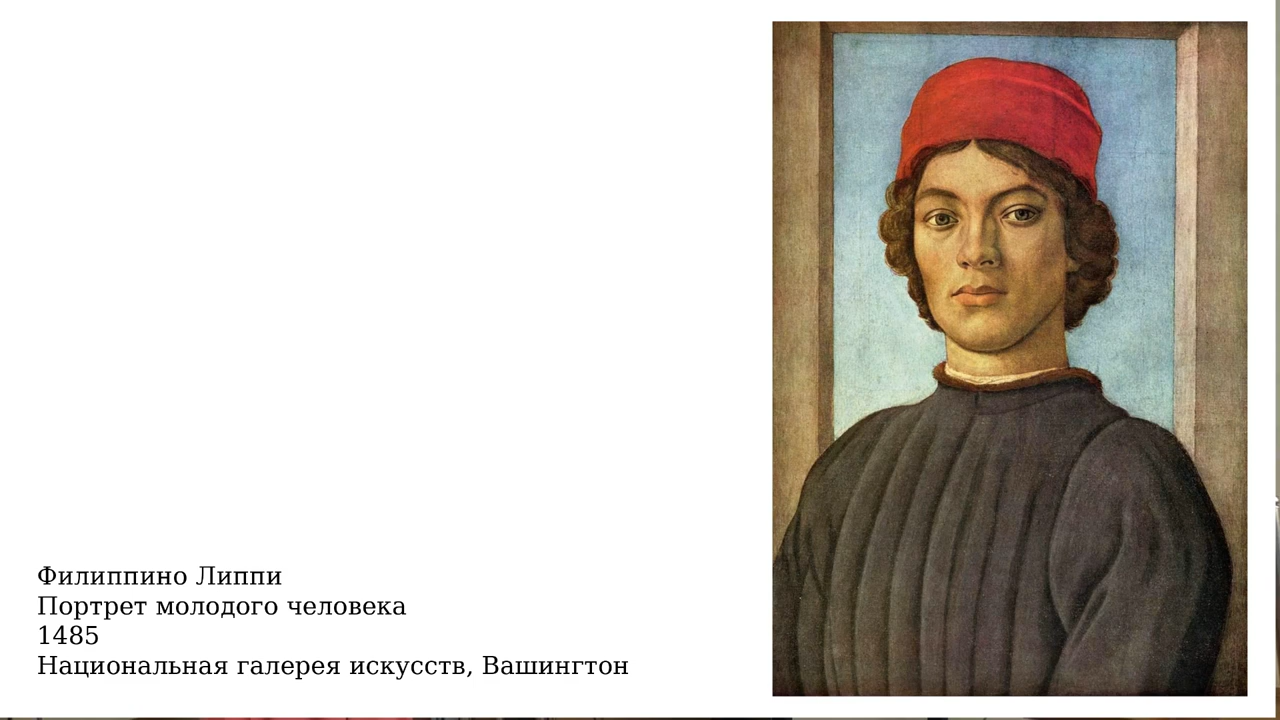 Филиппино Липпи
Портрет молодого человека
1485
Национальная галерея искусств, Вашингтон